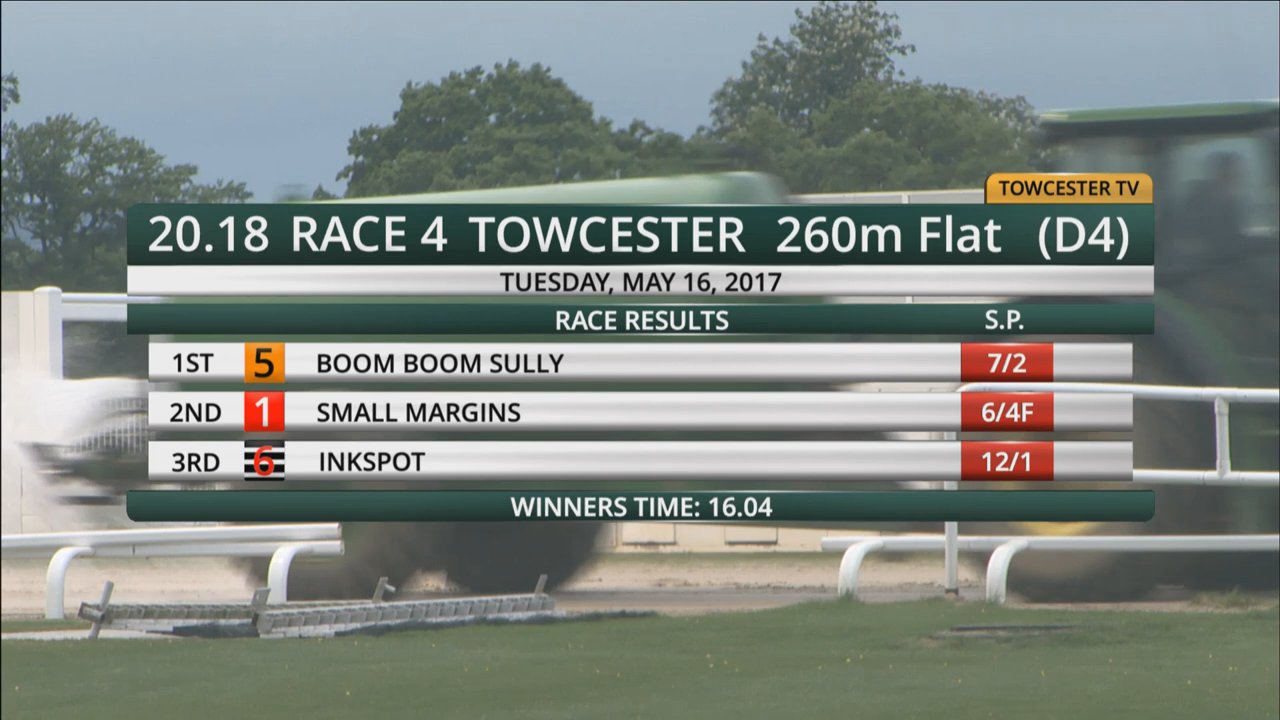 TOWCESTER TV
20.18 RACE 4 TOWCESTER 260m Flat (D4)
TUESDAY, MAY 16, 2017
RACE RESULTS S.P.
1ST 5 BOOM BOOM SULLY 7/2
2ND 1 SMALL MARGINS 6/4F
3RD 6 INKSPOT 12/1
WINNERS TIME: 16.04